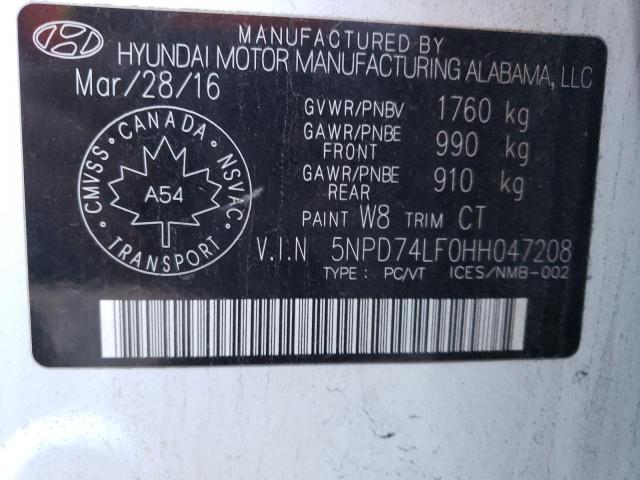 MANUFACTURED BY
HYUNDAI MOTOR MANUFACTURING ALABAMA, LLC
Mar/28/16
GVWR/PNBV 1760 kg
GAWR/PNBE FRONT 990 kg
GAWR/PNBE REAR 910 kg
PAINT W8 TRIM CT
CANADA
CMVSS
NSVAC
A54
TRANSPORT
V.I.N 5NPD74LF0HH047208
TYPE: PC/VT ICES/NMB-002